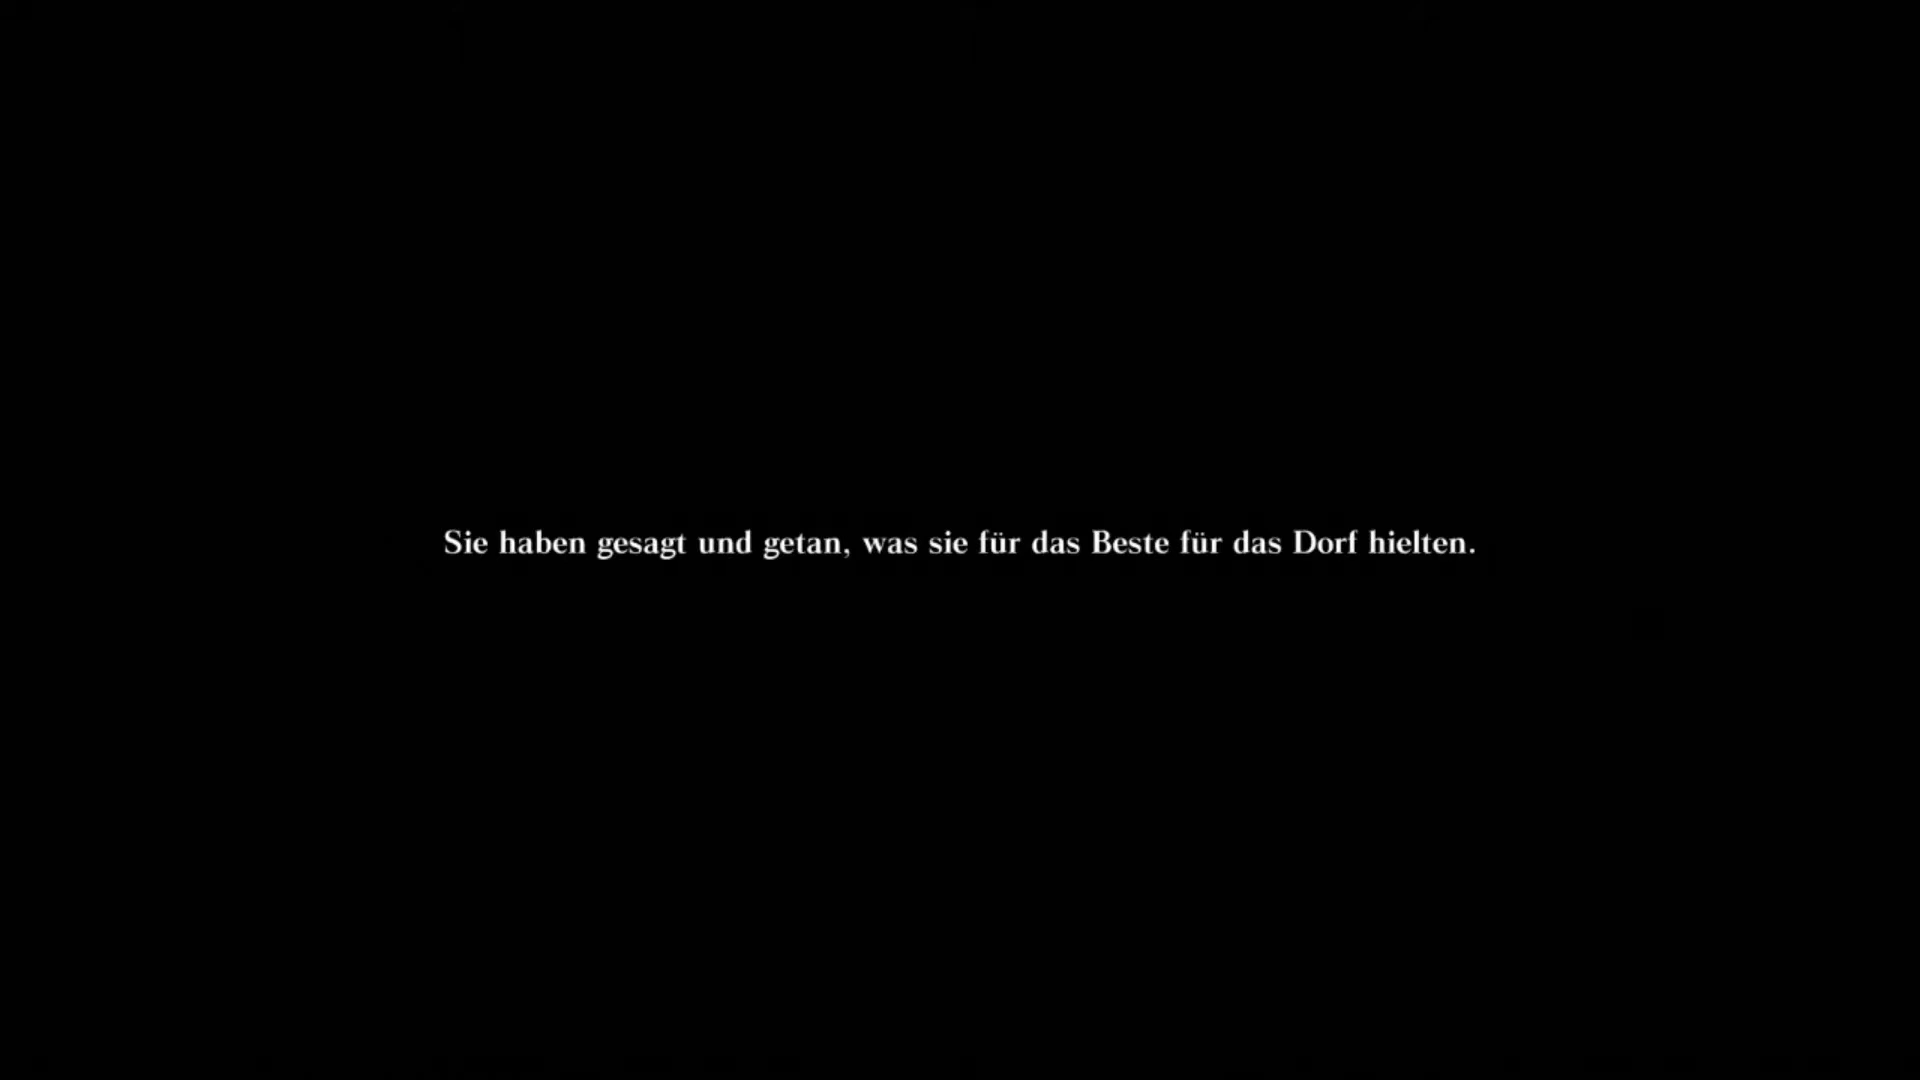 Sie haben gesagt und getan, was sie für das Beste für das Dorf hielten.